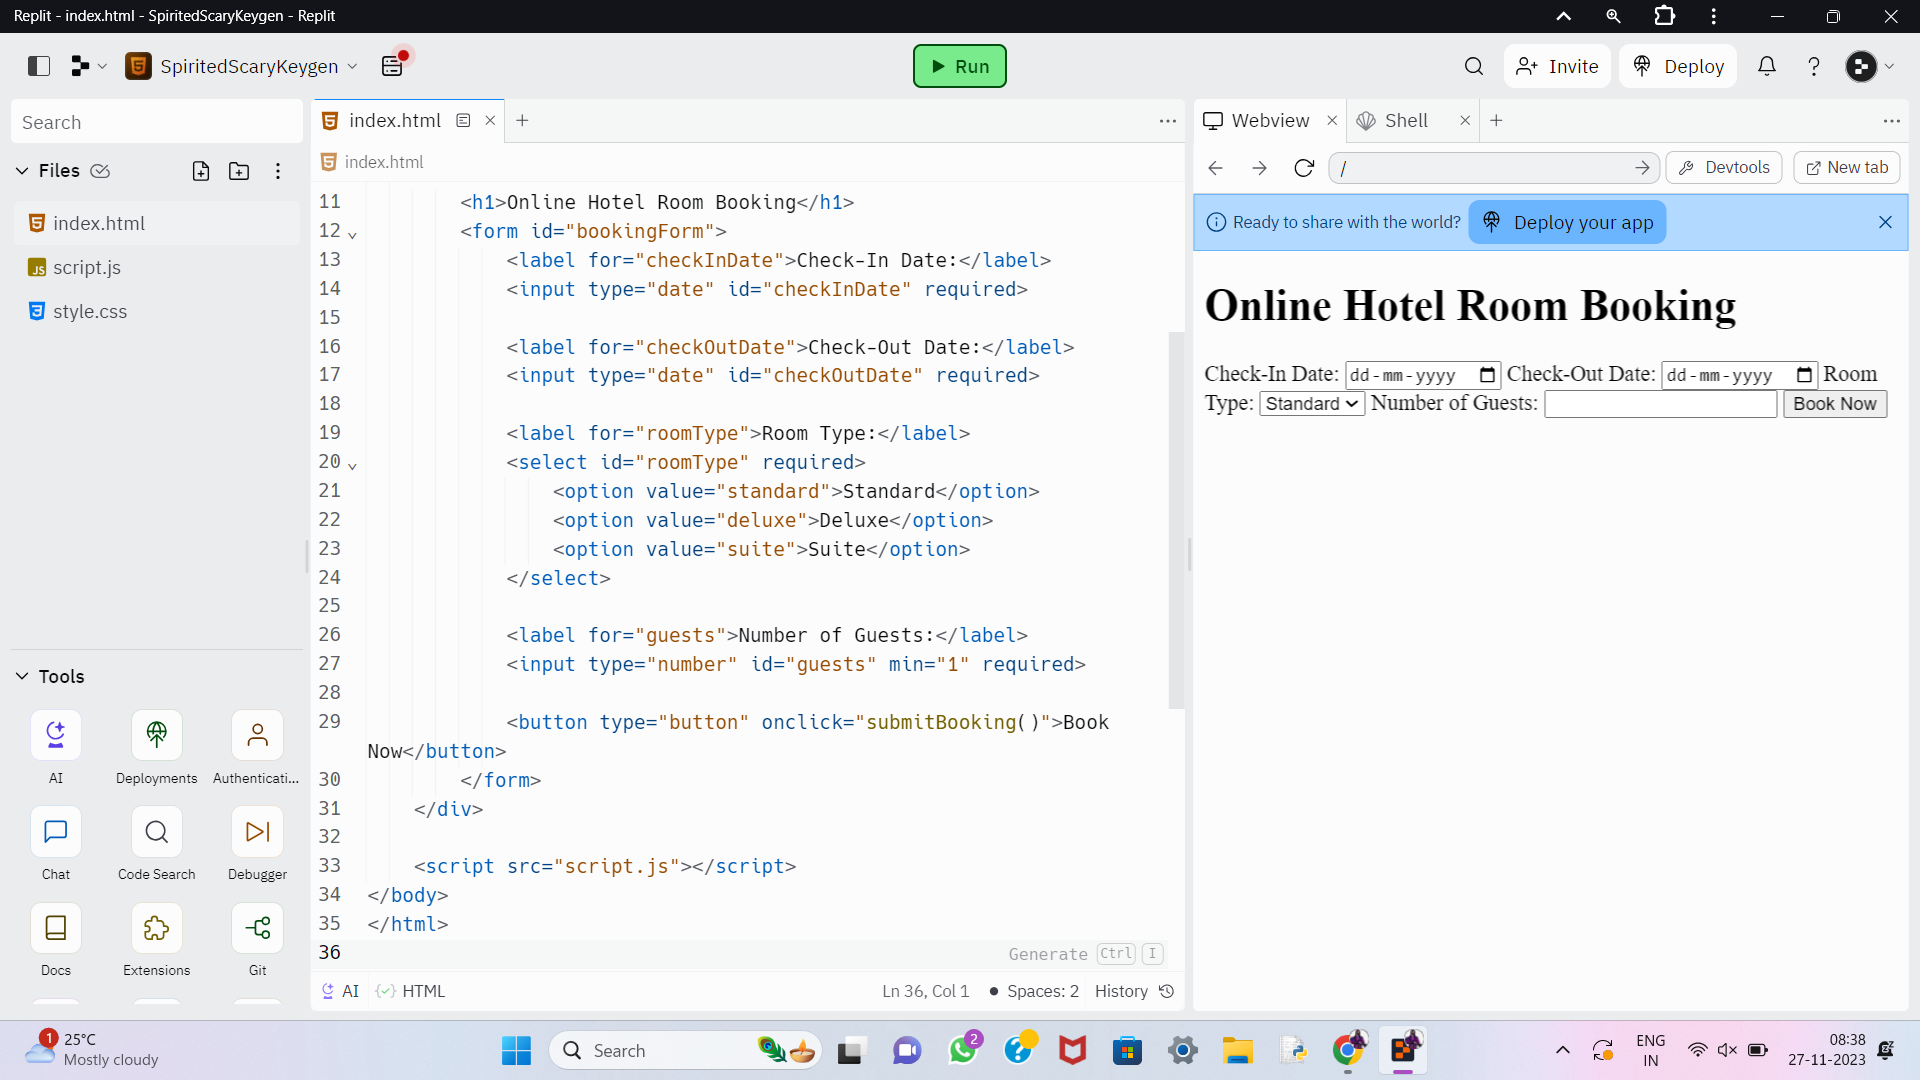 Replit - index.html - SpiritedScaryKeygen - Replit
SpiritedScaryKeygen
Run
Invite
Deploy
Search
Files
index.html
script.js
style.css
Tools
AI
Deployments
Authenticati...
Chat
Code Search
Debugger
Docs
Extensions
Git
index.html
index.html
11 <h1>Online Hotel Room Booking</h1>
12 <form id="bookingForm">
13 <label for="checkInDate">Check-In Date:</label>
14 <input type="date" id="checkInDate" required>
15
16 <label for="checkOutDate">Check-Out Date:</label>
17 <input type="date" id="checkOutDate" required>
18
19 <label for="roomType">Room Type:</label>
20 <select id="roomType" required>
21 <option value="standard">Standard</option>
22 <option value="deluxe">Deluxe</option>
23 <option value="suite">Suite</option>
24 </select>
25
26 <label for="guests">Number of Guests:</label>
27 <input type="number" id="guests" min="1" required>
28
29 <button type="button" onclick="submitBooking()">Book
Now</button>
30 </form>
31 </div>
32
33 <script src="script.js"></script>
34 </body>
35 </html>
36
Generate Ctrl I
AI HTML Ln 36, Col 1 Spaces: 2 History
Webview Shell
/ Devtools New tab
Ready to share with the world? Deploy your app
Online Hotel Room Booking
Check-In Date: dd-mm-yyyy Check-Out Date: dd-mm-yyyy Room
Type: Standard Number of Guests: Book Now
1
25°C
Mostly cloudy
Search
2
ENG
IN
08:38
27-11-2023